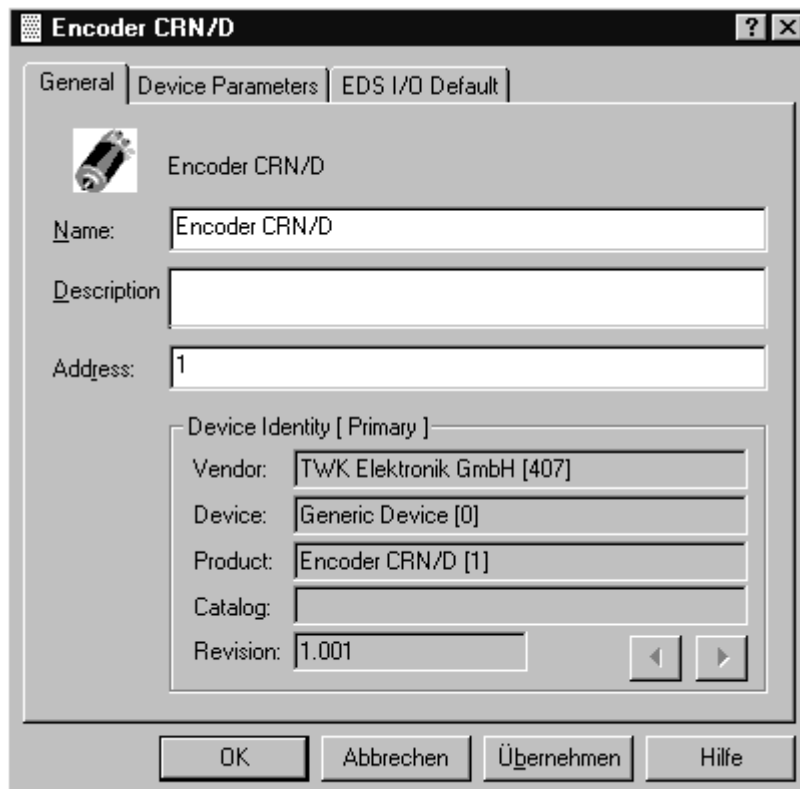 Encoder CRN/D
General Device Parameters EDS I/O Default
Encoder CRN/D
Name: Encoder CRN/D
Description
Address: 1
Device Identity [ Primary ]
Vendor: TWK Elektronik GmbH [407]
Device: Generic Device [0]
Product: Encoder CRN/D [1]
Catalog:
Revision: 1.001
OK Abbrechen Übernehmen Hilfe